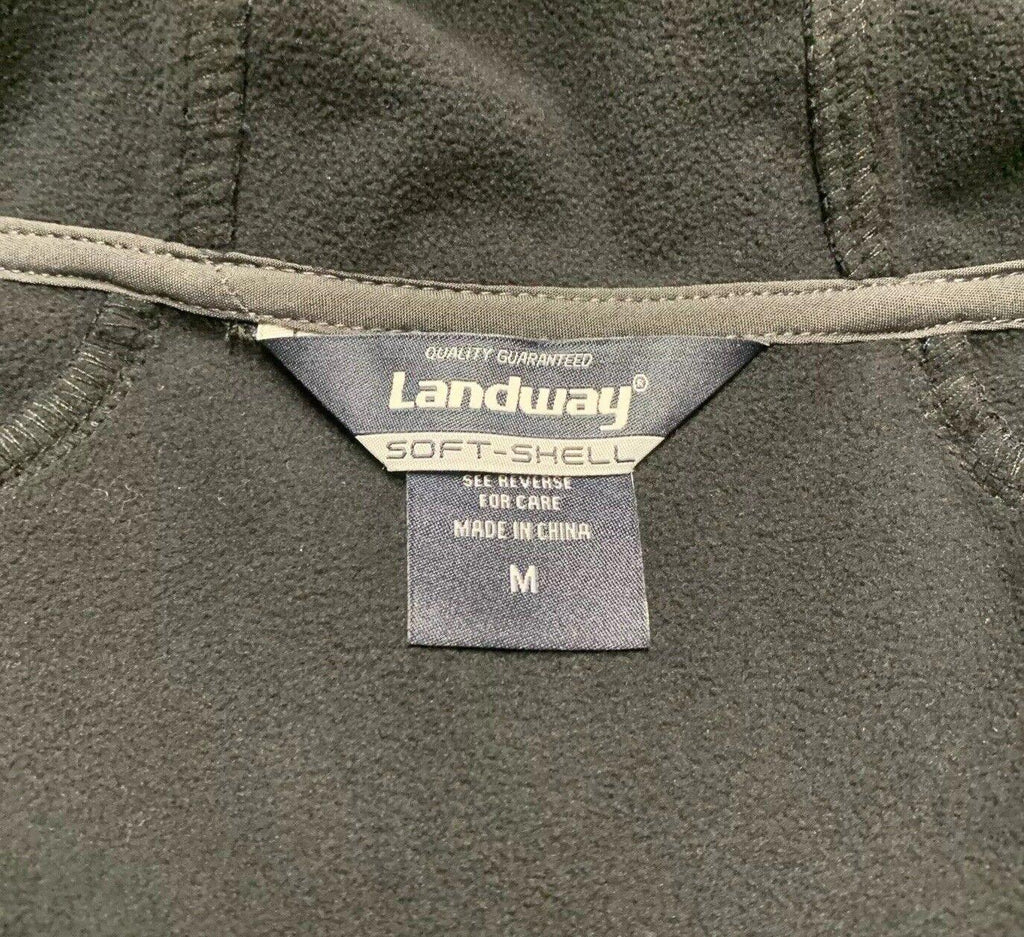 QUALITY GUARANTEED
Landway®
SOFT-SHELL
SEE REVERSE
FOR CARE
MADE IN CHINA
M